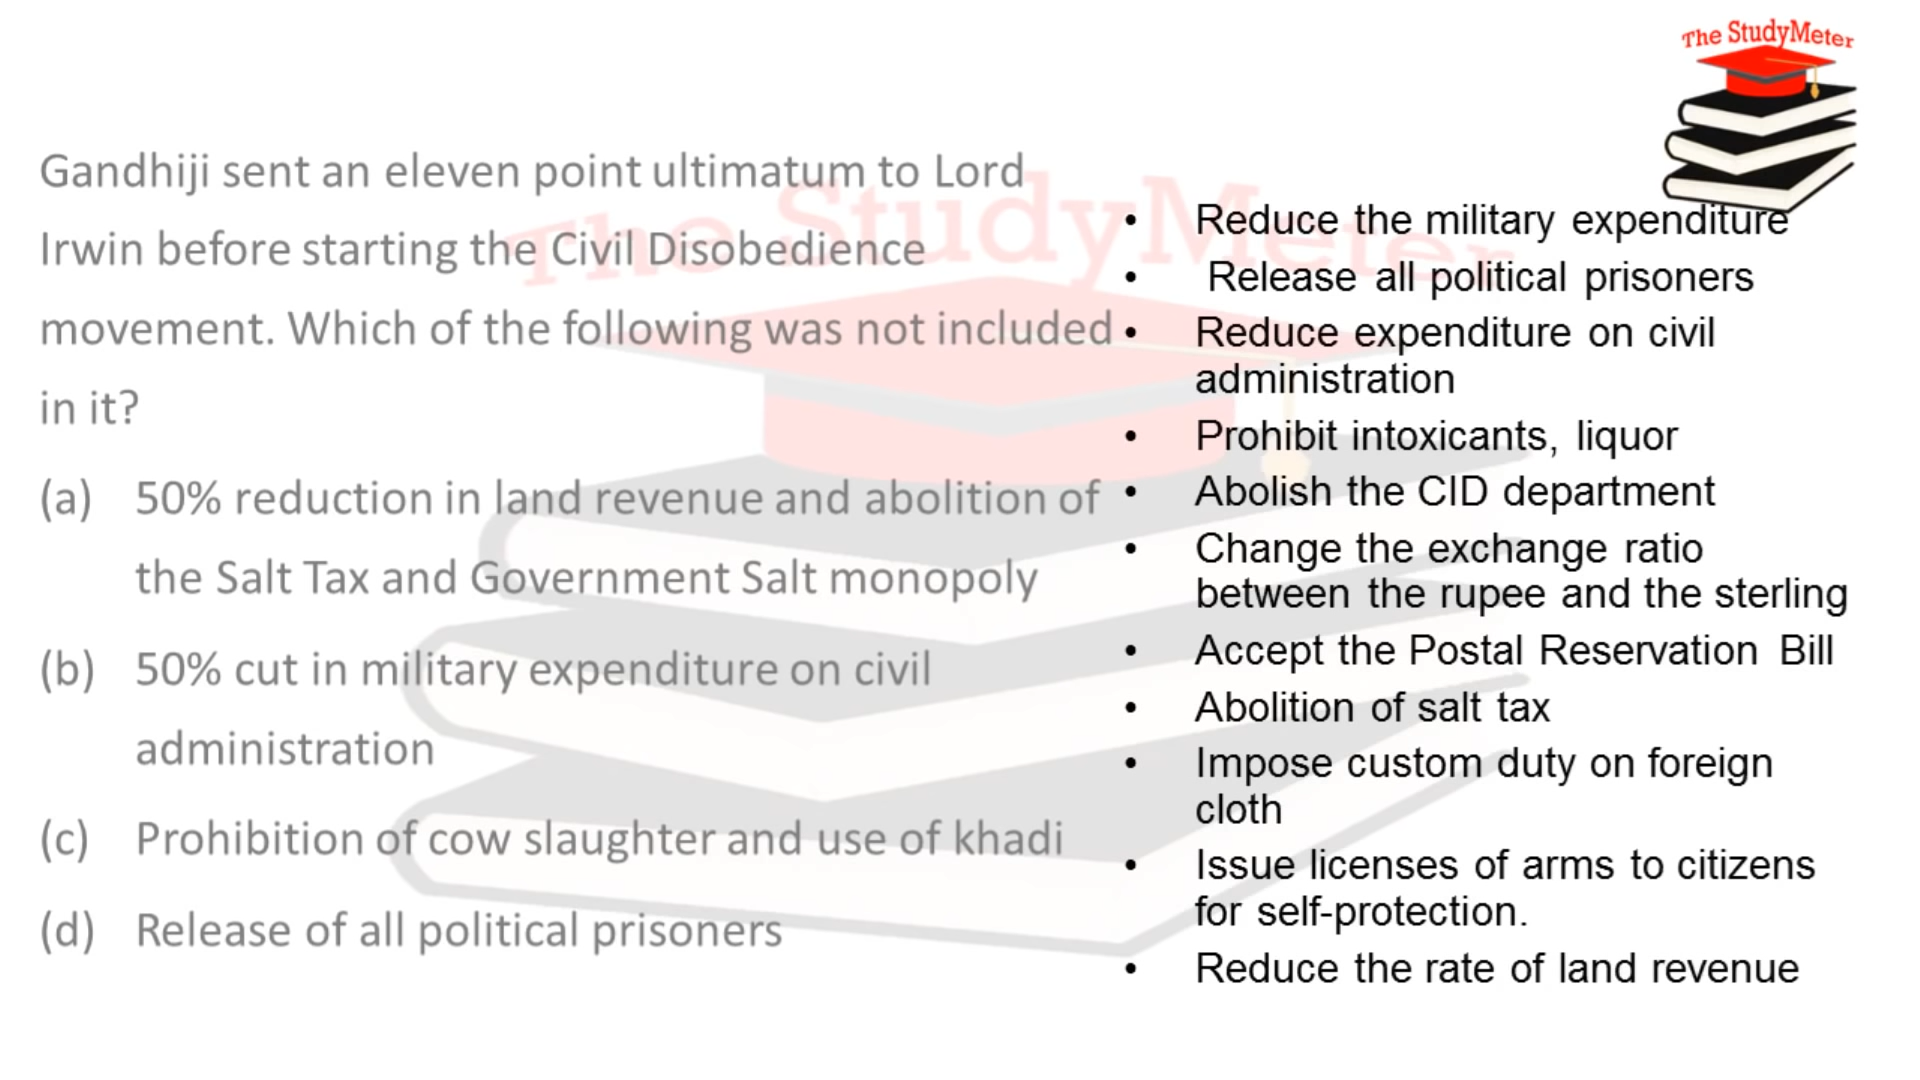 The StudyMeter
Gandhiji sent an eleven point ultimatum to Lord
Irwin before starting the Civil Disobedience
movement. Which of the following was not included
in it?
(a) 50% reduction in land revenue and abolition of
the Salt Tax and Government Salt monopoly
(b) 50% cut in military expenditure on civil
administration
(c) Prohibition of cow slaughter and use of khadi
(d) Release of all political prisoners
The StudyMeter
• Reduce the military expenditure
• Release all political prisoners
• Reduce expenditure on civil
administration
• Prohibit intoxicants, liquor
• Abolish the CID department
• Change the exchange ratio
between the rupee and the sterling
• Accept the Postal Reservation Bill
• Abolition of salt tax
• Impose custom duty on foreign
cloth
• Issue licenses of arms to citizens
for self-protection.
• Reduce the rate of land revenue